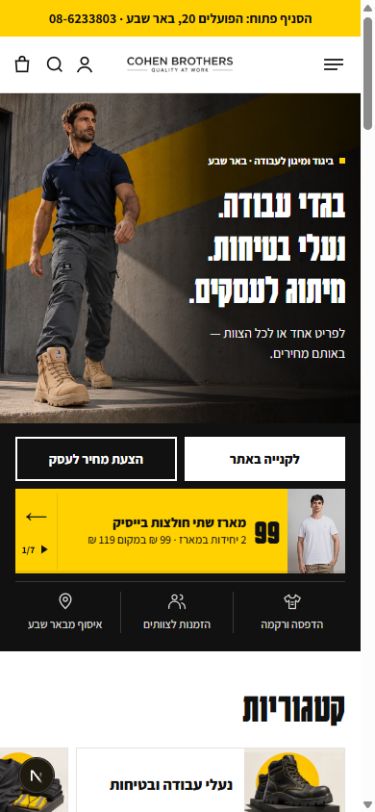 הסניף פתוח: הפועלים 20, באר שבע · 08-6233803
COHEN BROTHERS
QUALITY AT WORK
ביגוד ומיגון לעבודה · באר שבע
בגדי עבודה.
נעלי בטיחות.
מיתוג לעסקים.
לפריט אחד או לכל הצוות —
באותם מחירים.
לקנייה באתר
הצעת מחיר לעסק
99
מארז שתי חולצות בייסיק
2 יחידות במארז · 99 ₪ במקום 119 ₪
1/7
הדפסה ורקמה
הזמנות לצוותים
איסוף מבאר שבע
קטגוריות
נעלי עבודה ובטיחות
N